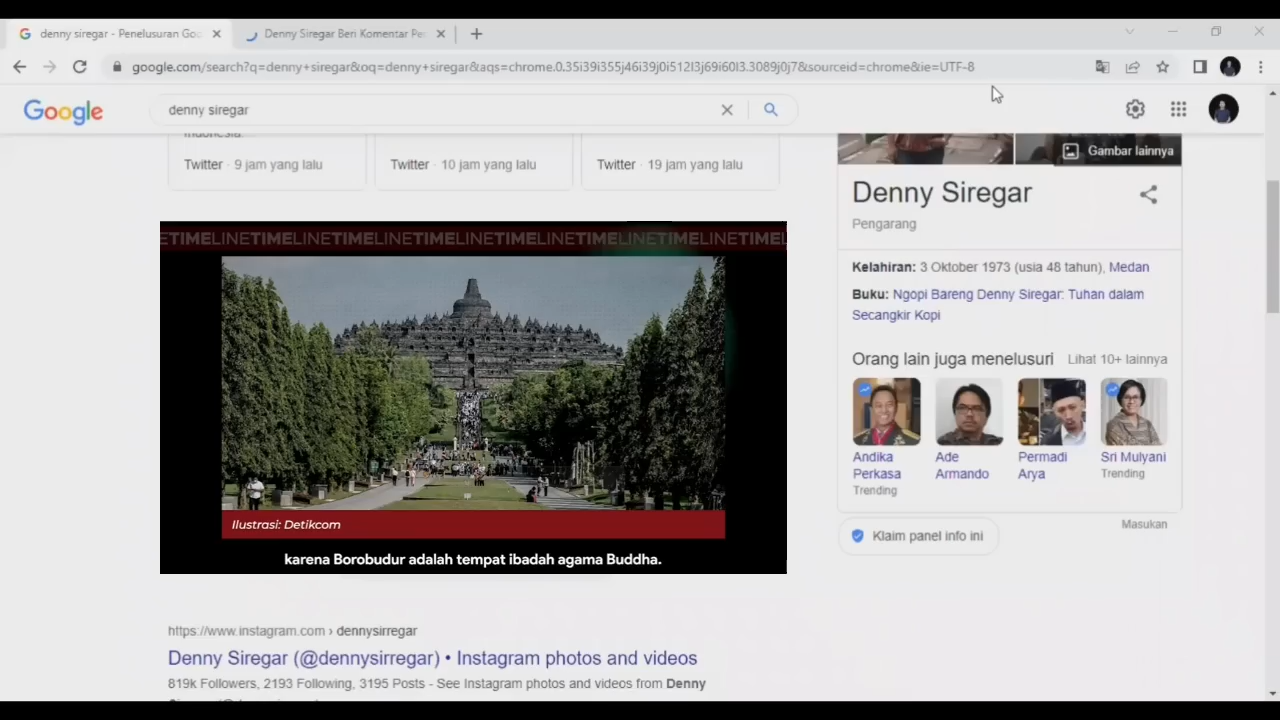 denny siregar - Penelusuran Goo
Denny Siregar Beri Komentar Pe
google.com/search?q=denny+siregar&oq=denny+siregar&aqs=chrome.0.35i39i355j46i39j0i512l3j69i60l3.3089j0j7&sourceid=chrome&ie=UTF-8
Google
denny siregar
Indonesia.
Twitter · 9 jam yang lalu
Twitter · 10 jam yang lalu
Twitter · 19 jam yang lalu
Gambar lainnya
Denny Siregar
Pengarang
Kelahiran: 3 Oktober 1973 (usia 48 tahun), Medan
Buku: Ngopi Bareng Denny Siregar: Tuhan dalam
Secangkir Kopi
Orang lain juga menelusuri
Lihat 10+ lainnya
Andika
Perkasa
Trending
Ade
Armando
Permadi
Arya
Sri Mulyani
Trending
Masukan
Klaim panel info ini
ETIMELINETIMELINETIMELINETIMELINETIMELINETIMELINETIMELINETIMEL
Ilustrasi: Detikcom
karena Borobudur adalah tempat ibadah agama Buddha.
https://www.instagram.com › dennysirregar
Denny Siregar (@dennysirregar) • Instagram photos and videos
819k Followers, 2193 Following, 3195 Posts - See Instagram photos and videos from Denny